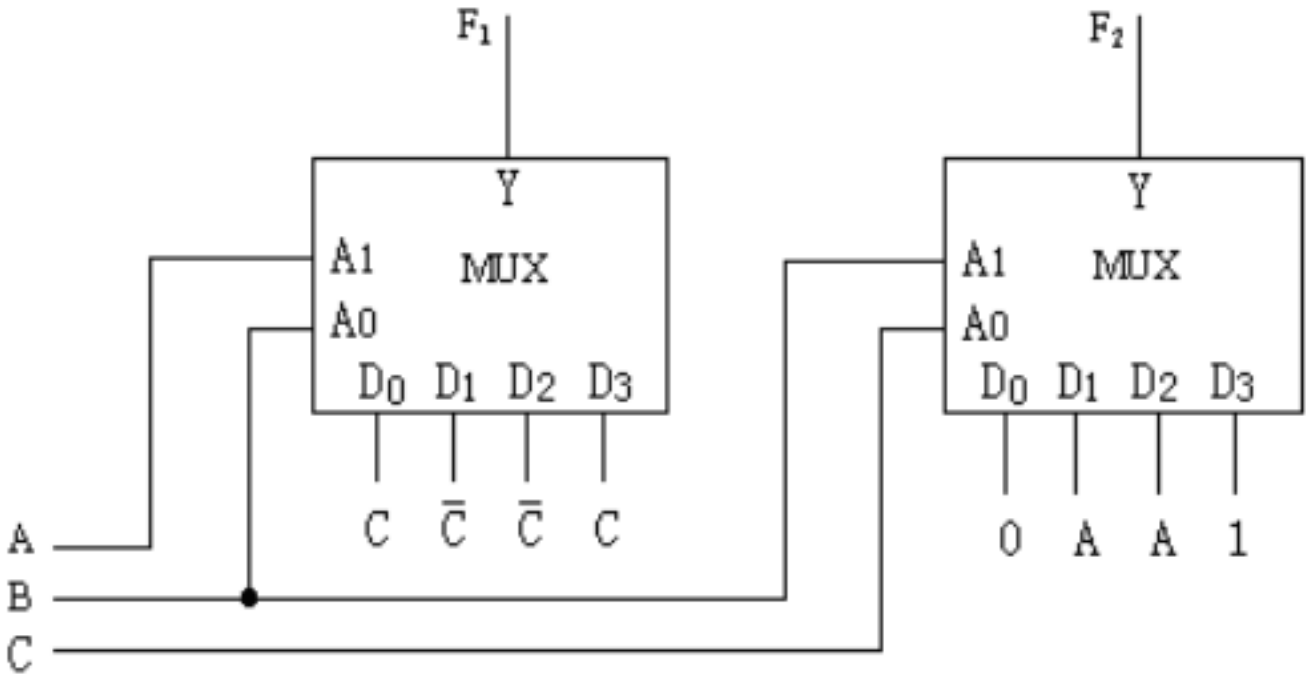 F₁ F₂
Y Y
A1 MUX A1 MUX
A0 A0
D₀ D₁ D₂ D₃ D₀ D₁ D₂ D₃
C C̅ C̅ C 0 A A 1
A
B
C